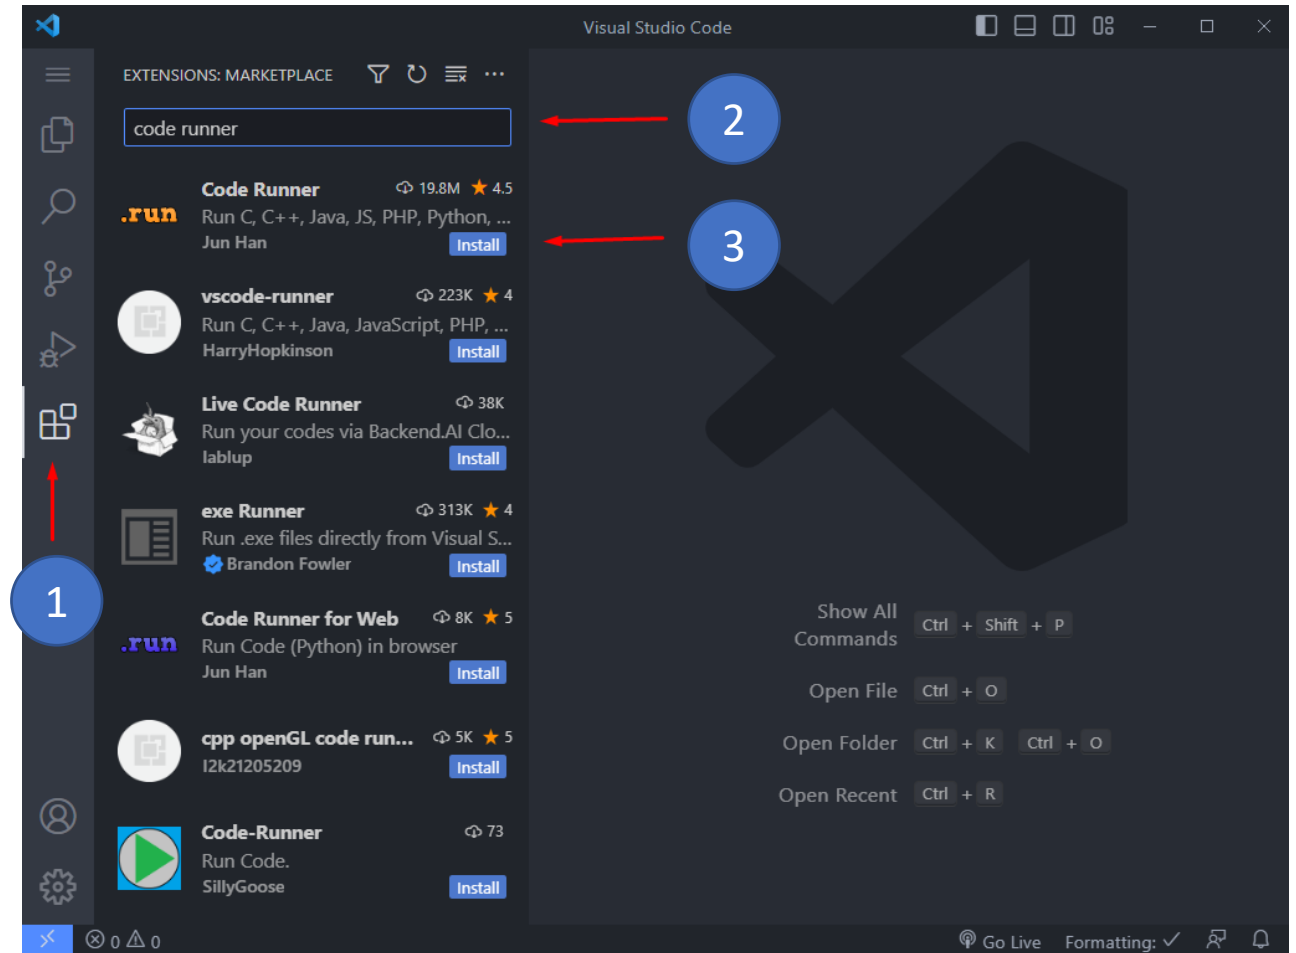 Visual Studio Code
EXTENSIONS: MARKETPLACE
code runner
2
Code Runner 19.8M 4.5
.run
Run C, C++, Java, JS, PHP, Python, ...
Jun Han Install
3
vscode-runner 223K 4
Run C, C++, Java, JavaScript, PHP, ...
HarryHopkinson Install
Live Code Runner 38K
Run your codes via Backend.AI Clo...
lablup Install
exe Runner 313K 4
Run .exe files directly from Visual S...
Brandon Fowler Install
1
Code Runner for Web 8K 5
.run
Run Code (Python) in browser
Jun Han Install
cpp openGL code run... 5K 5
l2k21205209 Install
Code-Runner 73
Run Code.
SillyGoose Install
Show All
Commands Ctrl + Shift + P
Open File Ctrl + O
Open Folder Ctrl + K Ctrl + O
Open Recent Ctrl + R
0 0 Go Live Formatting: ✓